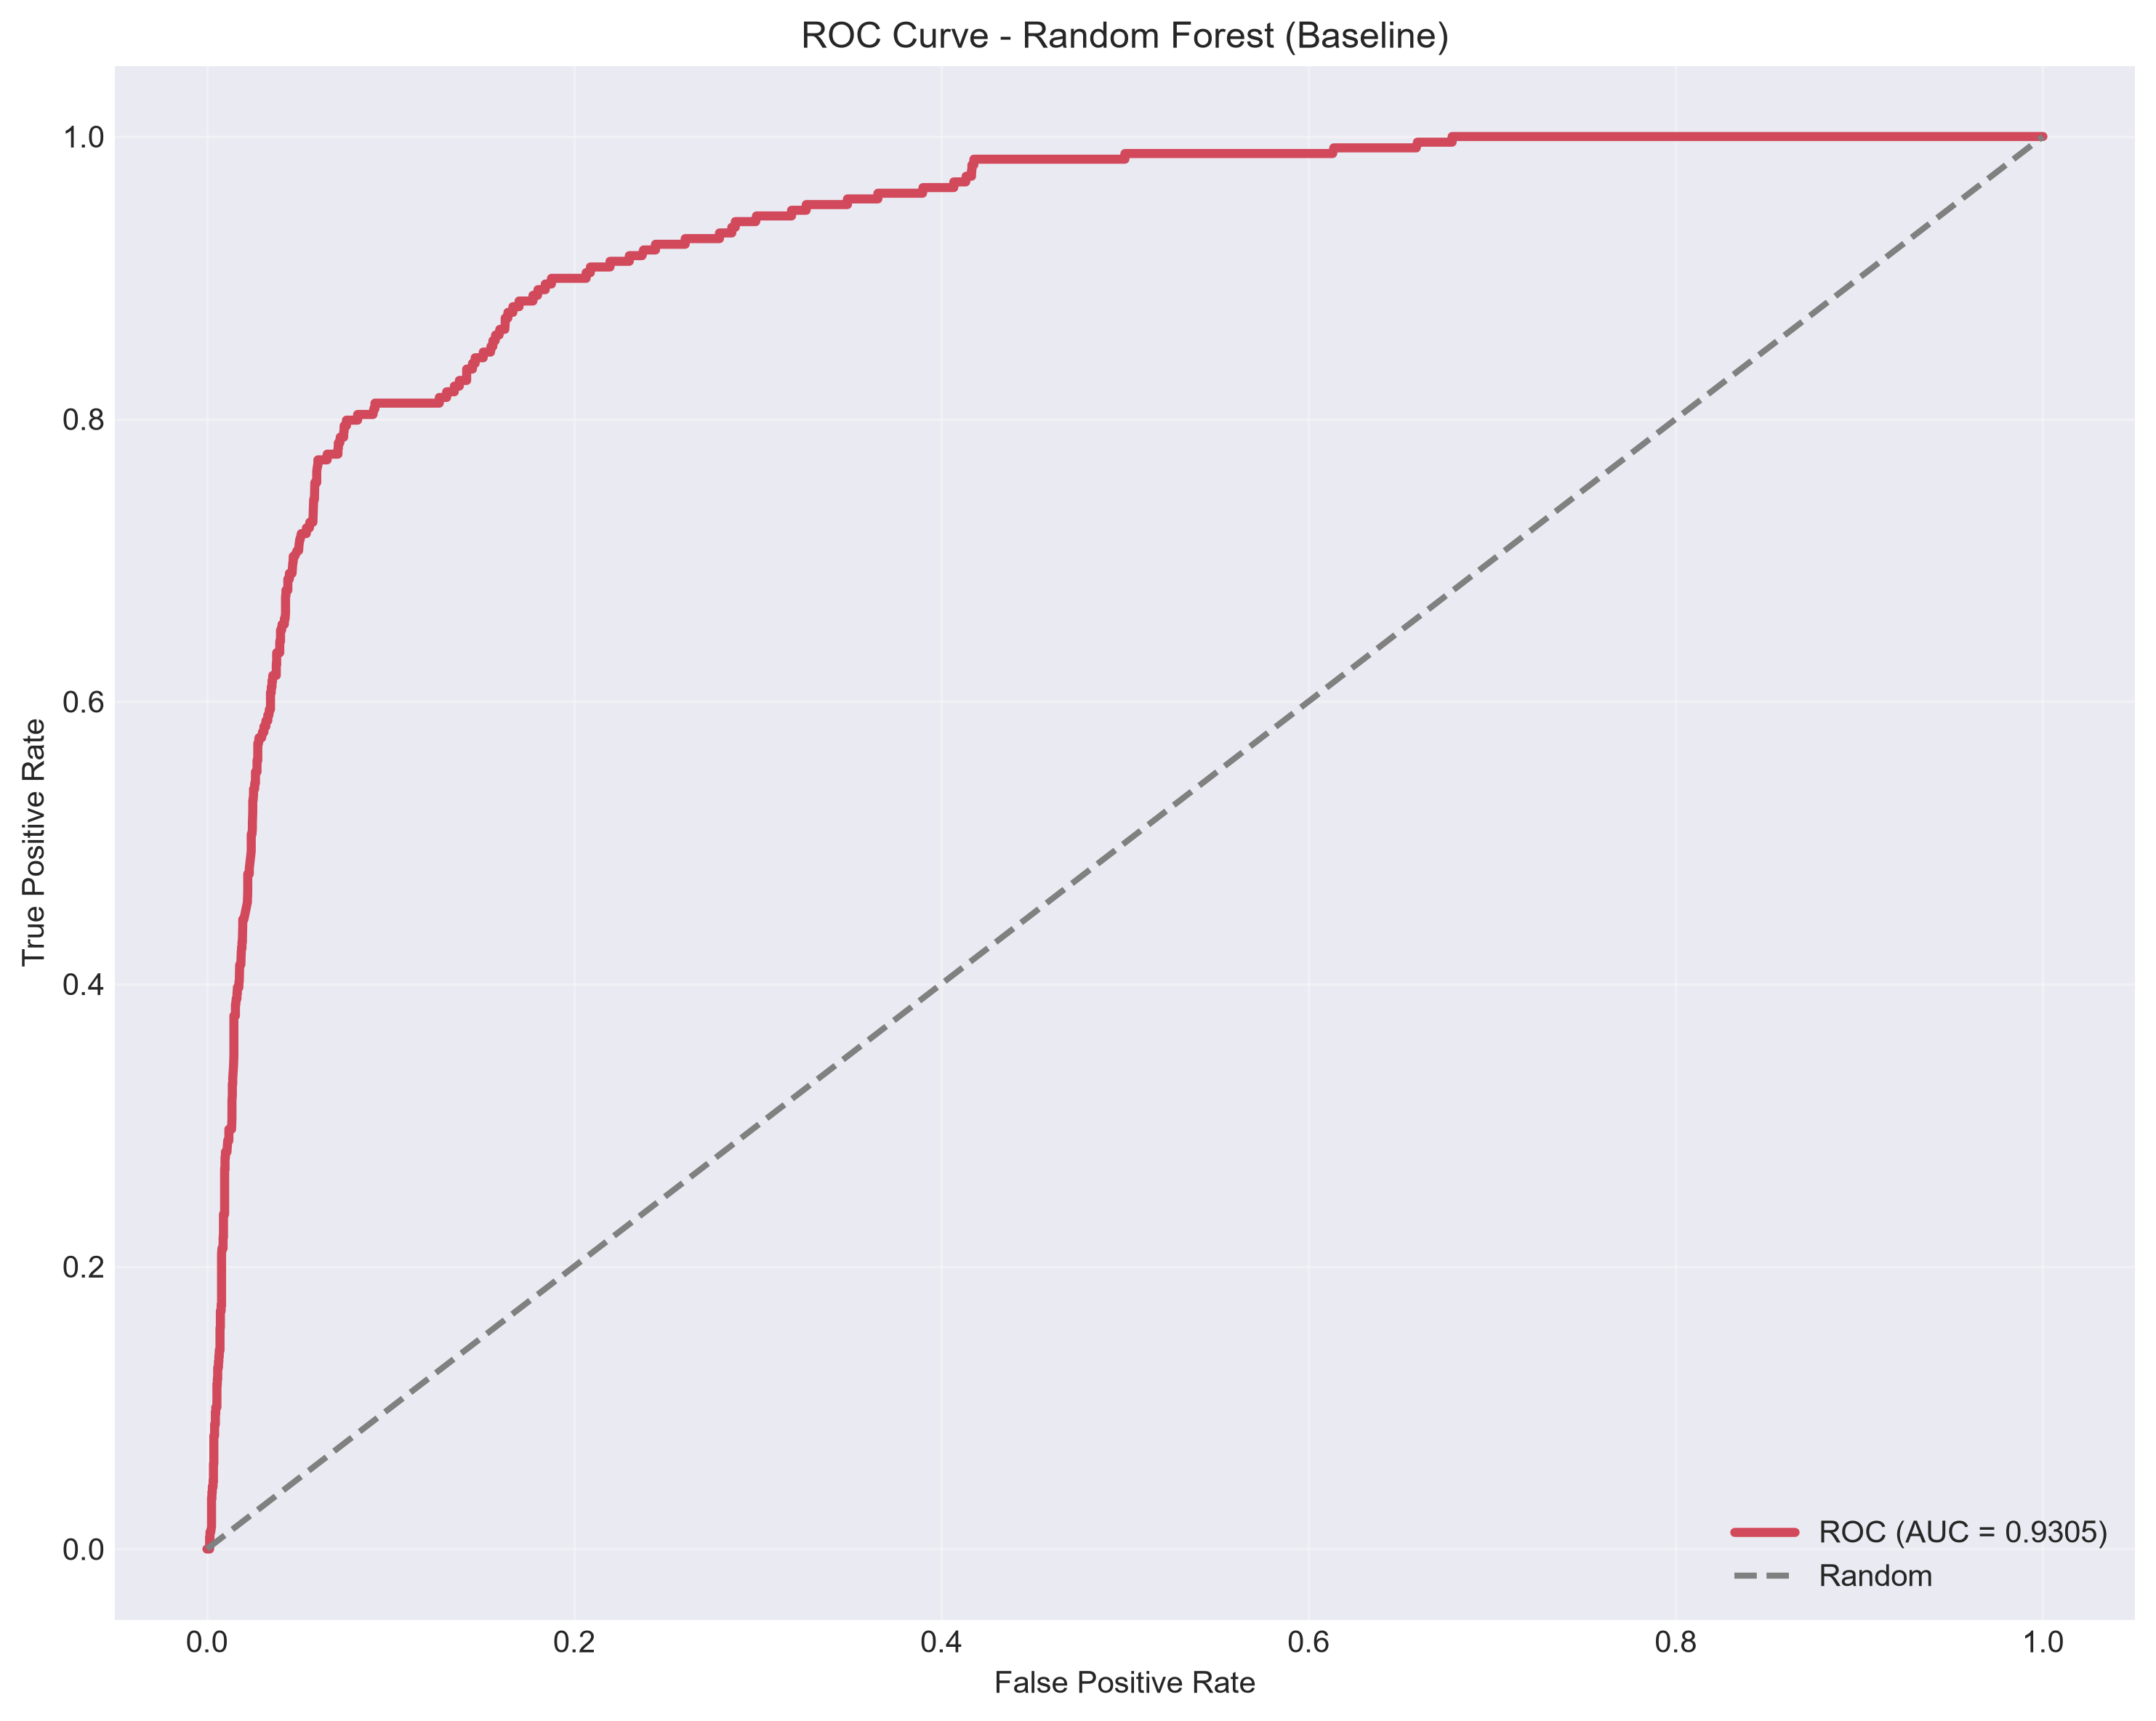 ROC Curve - Random Forest (Baseline)
True Positive Rate
1.0
0.8
0.6
0.4
0.2
0.0
ROC (AUC = 0.9305)
Random
0.0 0.2 0.4 0.6 0.8 1.0
False Positive Rate